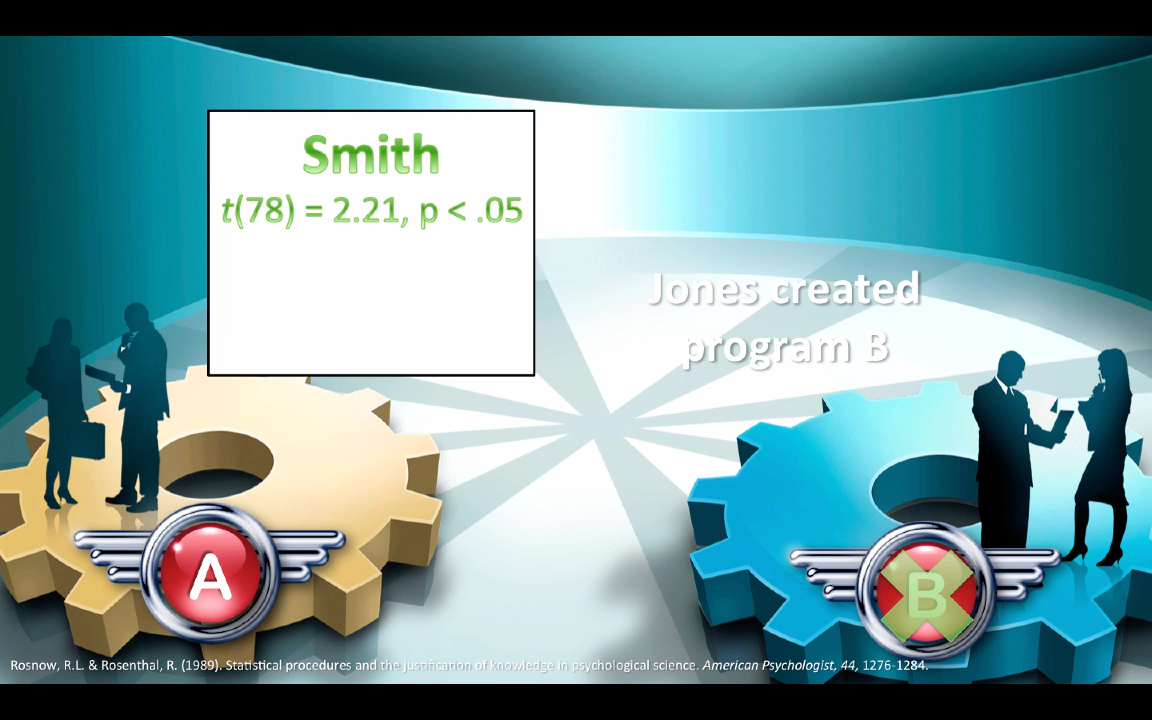 Smith
t(78) = 2.21, p < .05
Jones created
program B
A
B
Rosnow, R.L. & Rosenthal, R. (1989). Statistical procedures and the justification of knowledge in psychological science. American Psychologist, 44, 1276-1284.